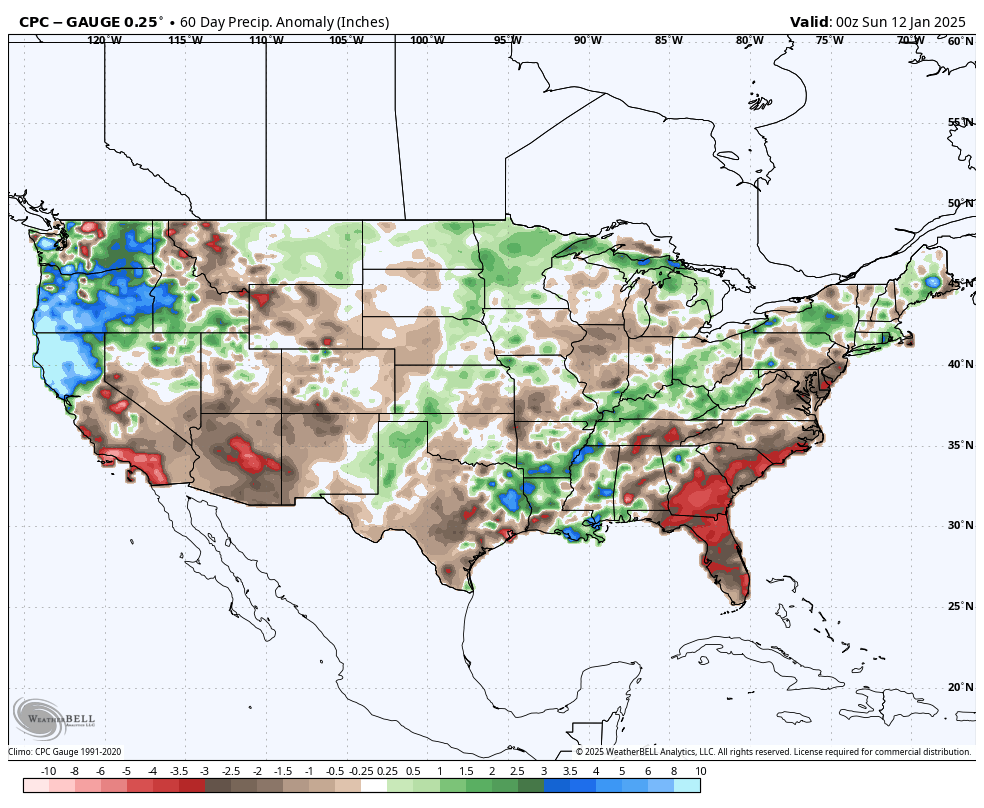 CPC − GAUGE 0.25° • 60 Day Precip. Anomaly (Inches)
Valid: 00z Sun 12 Jan 2025
120°W 115°W 110°W 105°W 100°W 95°W 90°W 85°W 80°W 75°W 70°W 60°N
55°N
50°N
45°N
40°N
35°N
30°N
25°N
20°N
WEATHERBELL
Analytics LLC
Climo: CPC Gauge 1991-2020
© 2025 WeatherBELL Analytics, LLC. All rights reserved. License required for commercial distribution.
-10 -8 -6 -5 -4 -3.5 -3 -2.5 -2 -1.5 -1 -0.5 -0.25 0.25 0.5 1 1.5 2 2.5 3 3.5 4 5 6 8 10